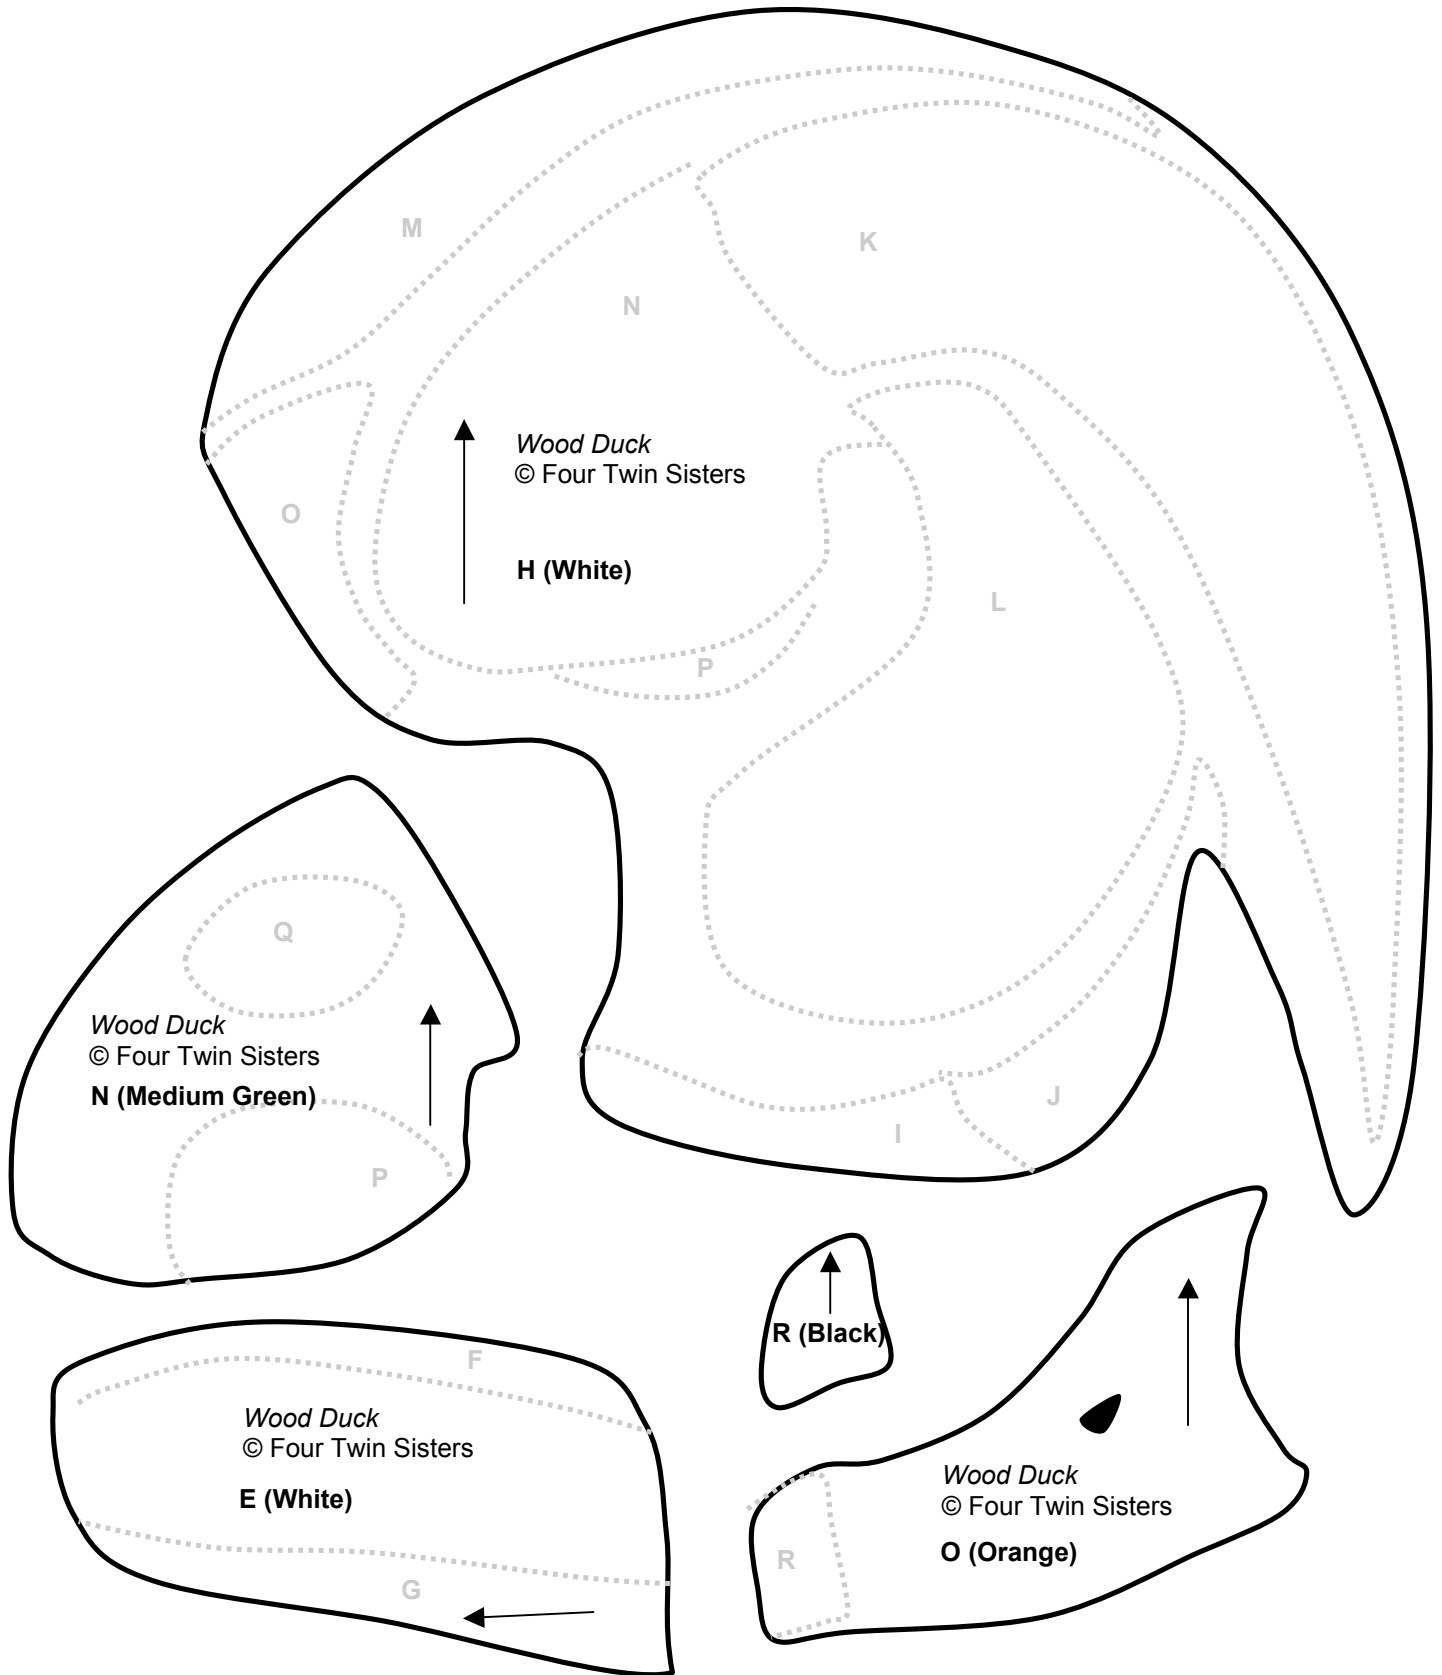 M
K
N
Wood Duck
© Four Twin Sisters
O
H (White)
L
P
Q
Wood Duck
© Four Twin Sisters
N (Medium Green)
J
I
P
R (Black)
F
Wood Duck
© Four Twin Sisters
E (White)
Wood Duck
© Four Twin Sisters
O (Orange)
R
G